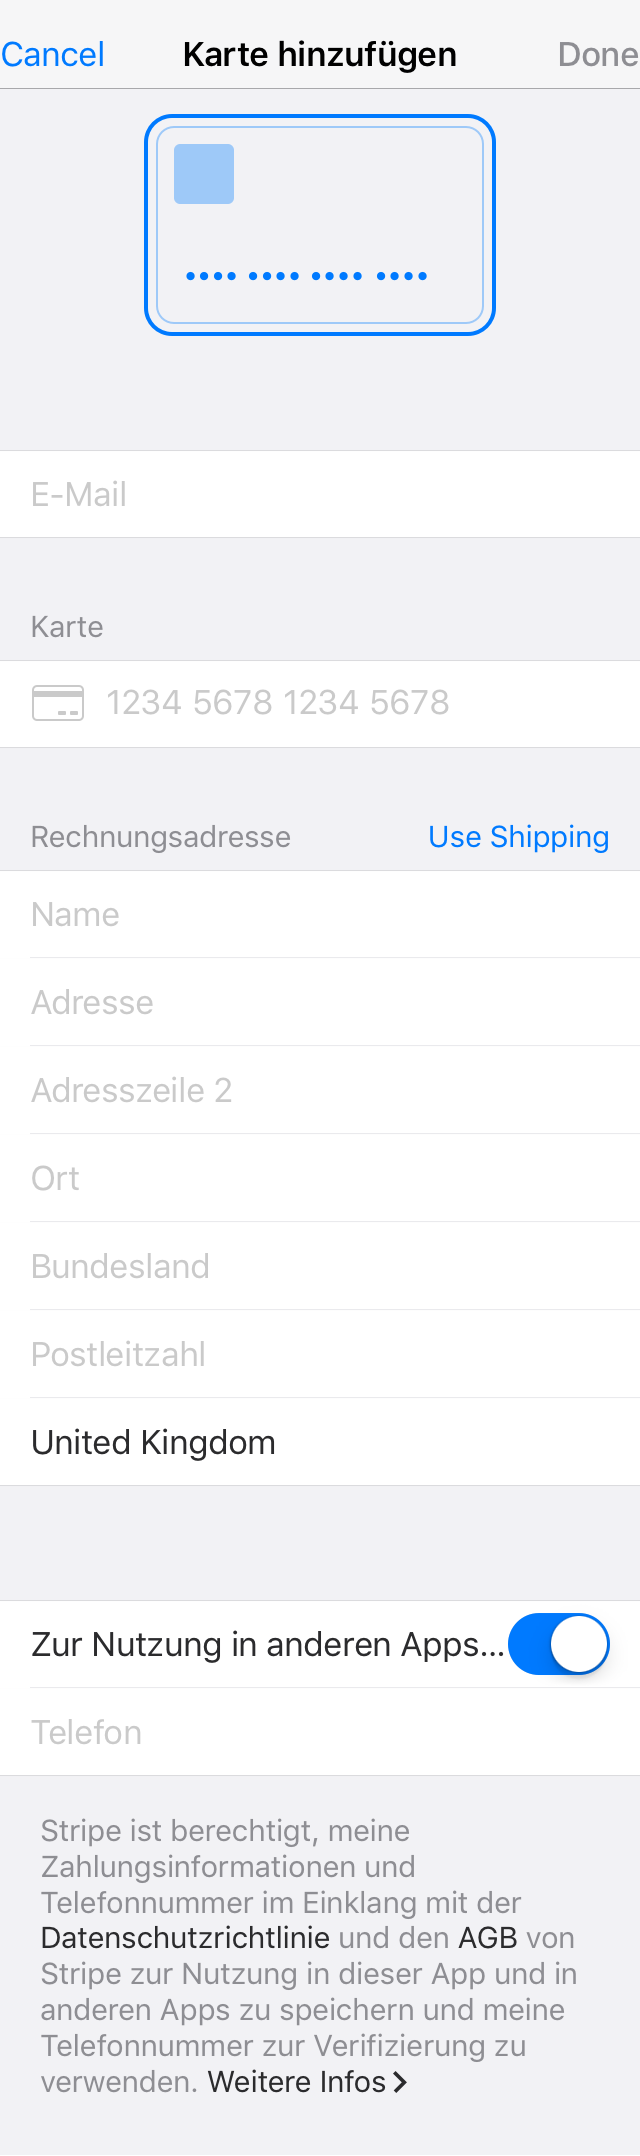 Cancel Karte hinzufügen Done
•••• •••• •••• ••••
E-Mail
Karte
1234 5678 1234 5678
Rechnungsadresse Use Shipping
Name
Adresse
Adresszeile 2
Ort
Bundesland
Postleitzahl
United Kingdom
Zur Nutzung in anderen Apps...
Telefon
Stripe ist berechtigt, meine
Zahlungsinformationen und
Telefonnummer im Einklang mit der
Datenschutzrichtlinie und den AGB von
Stripe zur Nutzung in dieser App und in
anderen Apps zu speichern und meine
Telefonnummer zur Verifizierung zu
verwenden. Weitere Infos